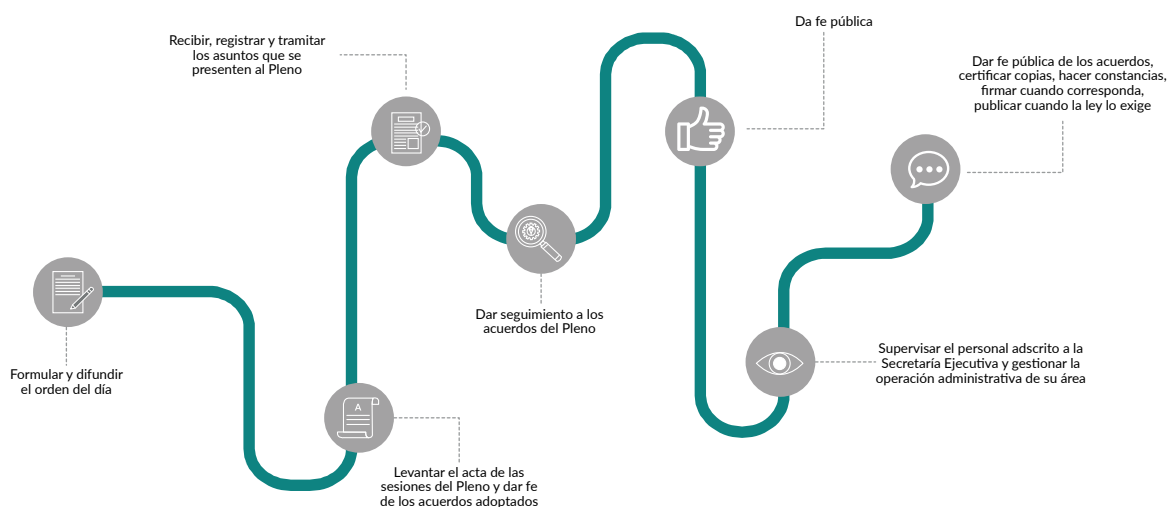 Formular y difundir
el orden del día
A
Levantar el acta de las
sesiones del Pleno y dar fe
de los acuerdos adoptados
Recibir, registrar y tramitar
los asuntos que se
presenten al Pleno
Dar seguimiento a los
acuerdos del Pleno
Da fe pública
Supervisar el personal adscrito a la
Secretaría Ejecutiva y gestionar la
operación administrativa de su área
Dar fe pública de los acuerdos,
certificar copias, hacer constancias,
firmar cuando corresponda,
publicar cuando la ley lo exige